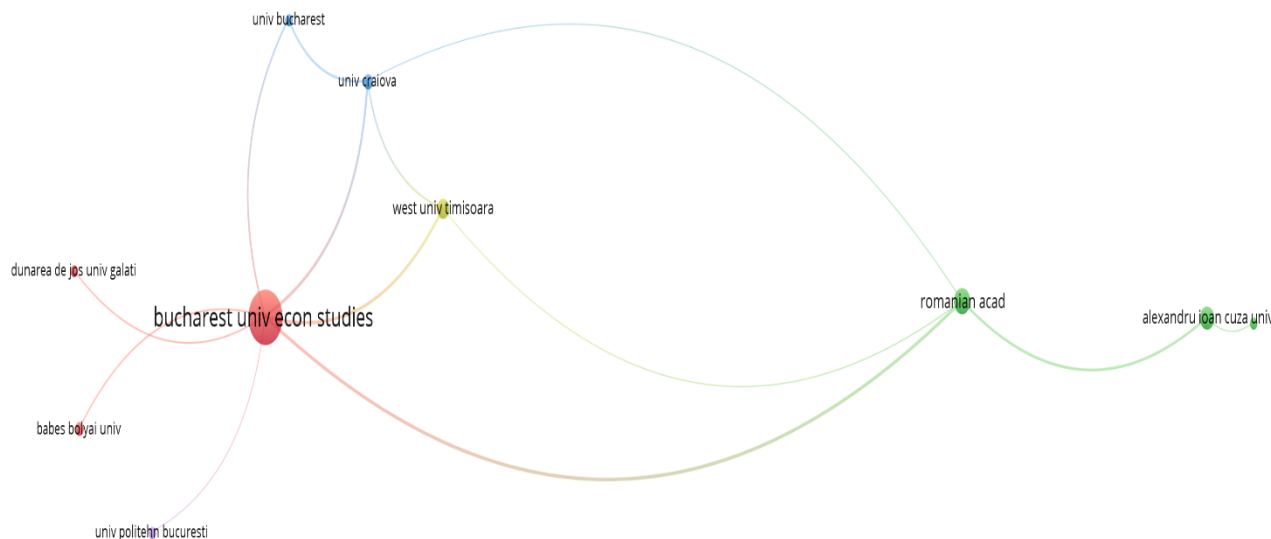 univ bucharest
univ craiova
west univ timisoara
dunarea de jos univ galati
bucharest univ econ studies
romanian acad
alexandru ioan cuza univ
babes bolyai univ
univ politehn bucuresti